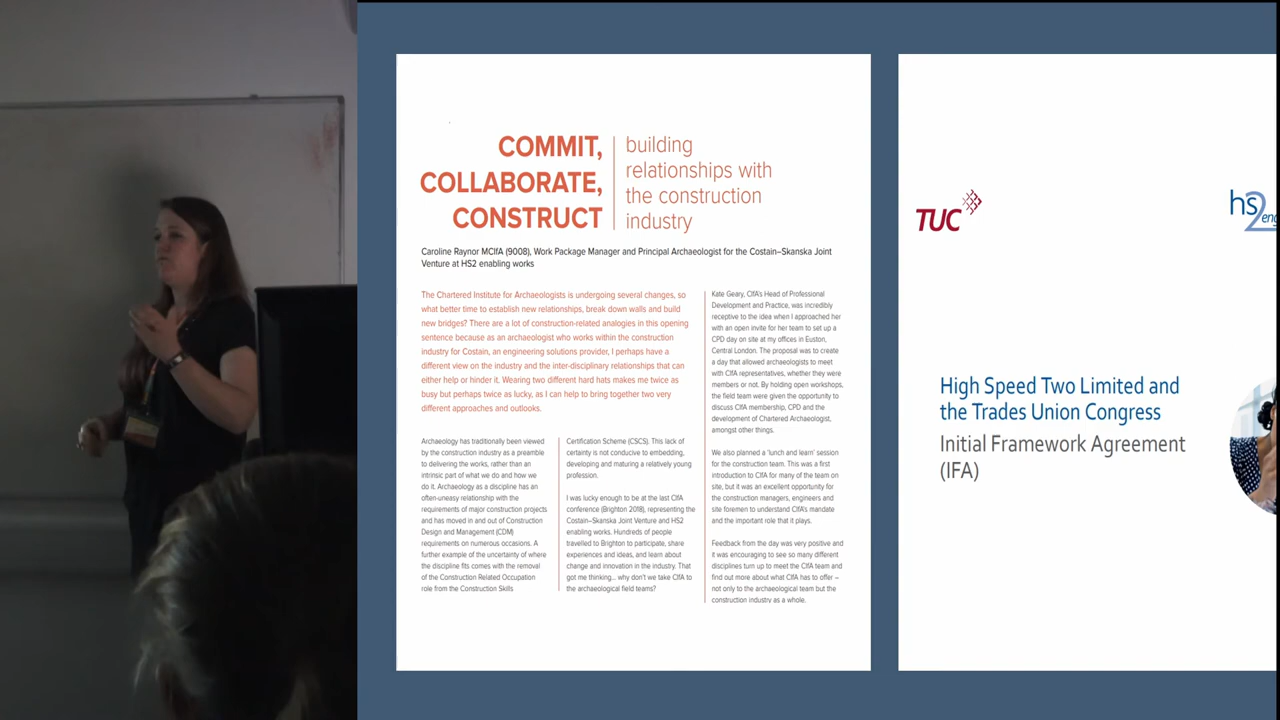 COMMIT,
COLLABORATE,
CONSTRUCT
building
relationships with
the construction
industry
Caroline Raynor MCIfA (9008), Work Package Manager and Principal Archaeologist for the Costain–Skanska Joint
Venture at HS2 enabling works
The Chartered Institute for Archaeologists is undergoing several changes, so
what better time to establish new relationships, break down walls and build
new bridges? There are a lot of construction-related analogies in this opening
sentence because as an archaeologist who works within the construction
industry for Costain, an engineering solutions provider, I perhaps have a
different view on the industry and the inter-disciplinary relationships that can
either help or hinder it. Wearing two different hard hats makes me twice as
busy but perhaps twice as lucky, as I can help to bring together two very
different approaches and outlooks.
Archaeology has traditionally been viewed
by the construction industry as a preamble
to delivering the works, rather than an
intrinsic part of what we do and how we
do it. Archaeology as a discipline has an
often-uneasy relationship with the
requirements of major construction projects
and has moved in and out of Construction
Design and Management (CDM)
requirements on numerous occasions. A
further example of the uncertainty of where
the discipline fits comes with the removal
of the Construction Related Occupation
role from the Construction Skills
Certification Scheme (CSCS). This lack of
certainty is not conducive to embedding,
developing and maturing a relatively young
profession.
I was lucky enough to be at the last CIfA
conference (Brighton 2018), representing the
Costain–Skanska Joint Venture and HS2
enabling works. Hundreds of people
travelled to Brighton to participate, share
experiences and ideas, and learn about
change and innovation in the industry. That
got me thinking... why don't we take CIfA to
the archaeological field teams?
Kate Geary, CIfA's Head of Professional
Development and Practice, was incredibly
receptive to the idea when I approached her
with an open invite for her team to set up a
CPD day on site at my offices in Euston,
Central London. The proposal was to create
a day that allowed archaeologists to meet
with CIfA representatives, whether they were
members or not. By holding open workshops,
the field team were given the opportunity to
discuss CIfA membership, CPD and the
development of Chartered Archaeologist,
amongst other things.
We also planned a 'lunch and learn' session
for the construction team. This was a first
introduction to CIfA for many of the team on
site, but it was an excellent opportunity for
the construction managers, engineers and
site foremen to understand CIfA's mandate
and the important role that it plays.
Feedback from the day was very positive and
it was encouraging to see so many different
disciplines turn up to meet the CIfA team and
find out more about what CIfA has to offer –
not only to the archaeological team but the
construction industry as a whole.
TUC
hs2
eng
High Speed Two Limited and
the Trades Union Congress
Initial Framework Agreement
(IFA)